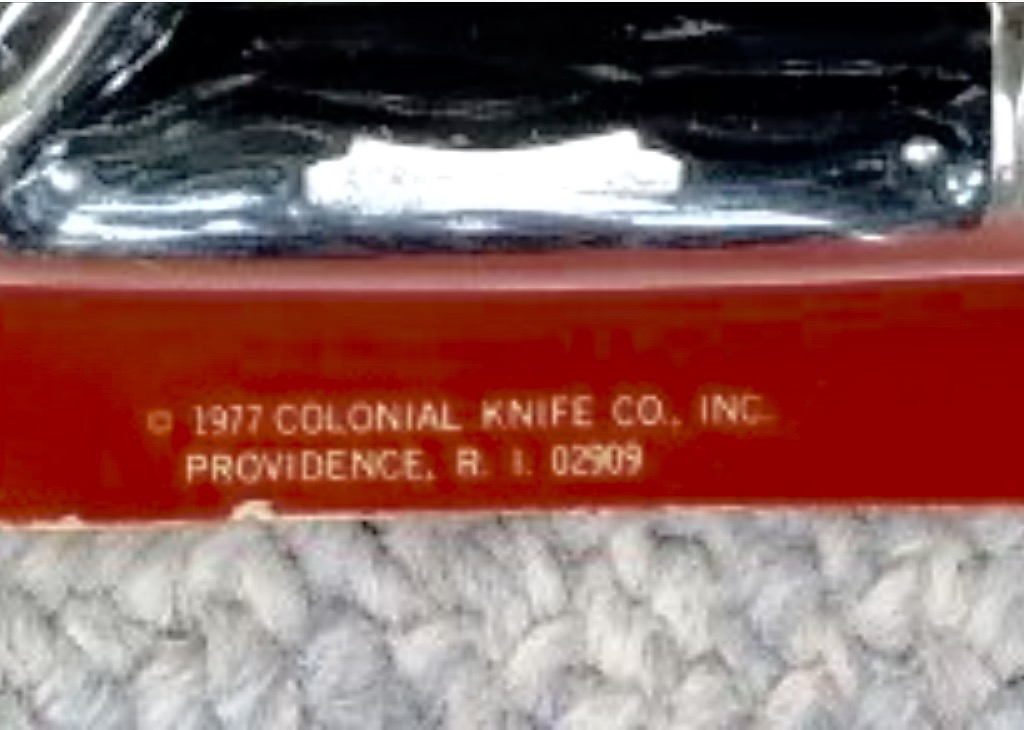 © 1977 COLONIAL KNIFE CO., INC.
PROVIDENCE, R. I. 02909